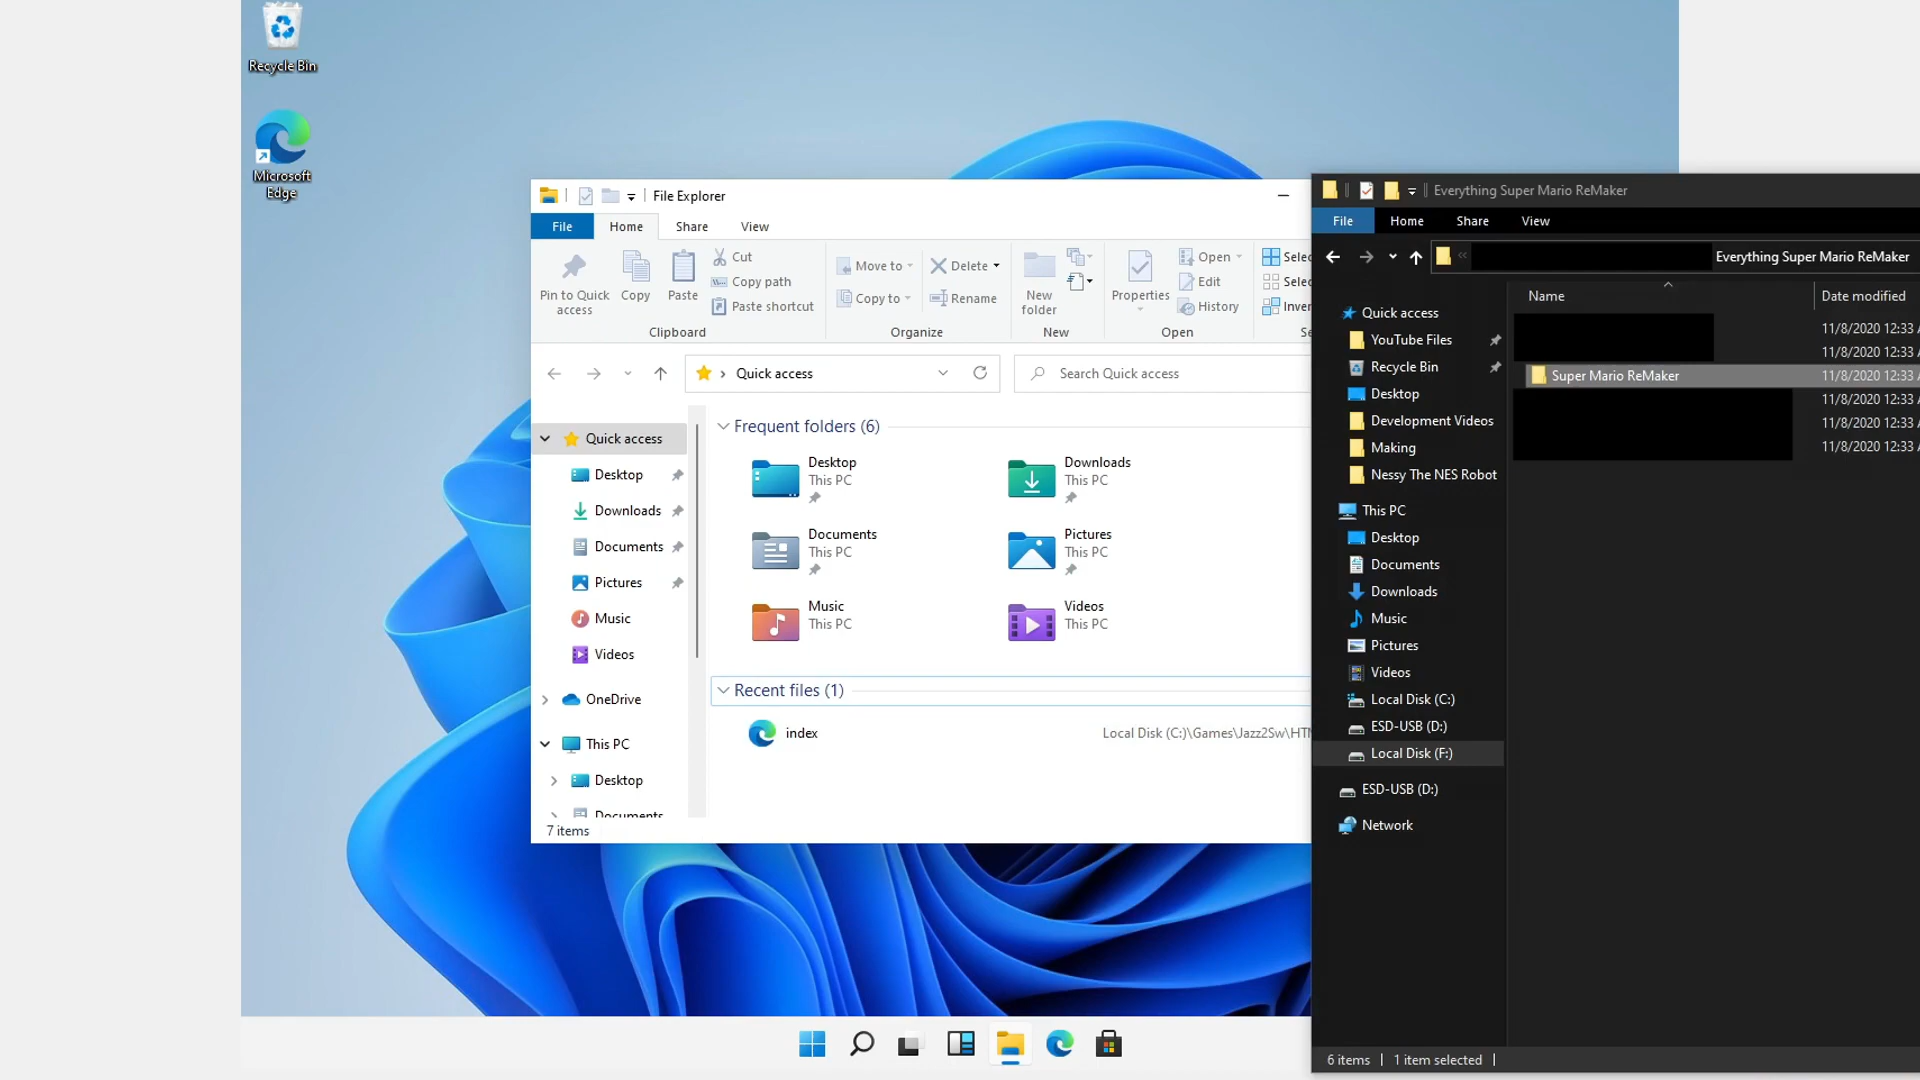 Recycle Bin
Microsoft
Edge
File Explorer
File
Home
Share
View
Pin to Quick
access
Copy
Paste
Cut
Copy path
Paste shortcut
Clipboard
Move to
Copy to
Delete
Rename
Organize
New
folder
New
Properties
Open
Edit
History
Open
Quick access
Search Quick access
Quick access
Desktop
Downloads
Documents
Pictures
Music
Videos
OneDrive
This PC
Desktop
Documents
7 items
Frequent folders (6)
Desktop
This PC
Downloads
This PC
Documents
This PC
Pictures
This PC
Music
This PC
Videos
This PC
Recent files (1)
index
Local Disk (C:)\Games\Jazz2Sw\HTM
Everything Super Mario ReMaker
File
Home
Share
View
Everything Super Mario ReMaker
Name
Date modified
11/8/2020 12:33
11/8/2020 12:33
Super Mario ReMaker
11/8/2020 12:33
11/8/2020 12:33
11/8/2020 12:33
11/8/2020 12:33
Quick access
YouTube Files
Recycle Bin
Desktop
Development Videos
Making
Nessy The NES Robot
This PC
Desktop
Documents
Downloads
Music
Pictures
Videos
Local Disk (C:)
ESD-USB (D:)
Local Disk (F:)
ESD-USB (D:)
Network
6 items
1 item selected